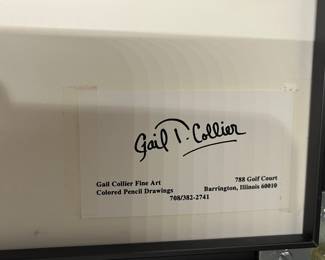 Gail T. Collier
Gail Collier Fine Art
Colored Pencil Drawings
788 Golf Court
Barrington, Illinois 60010
708/382-2741